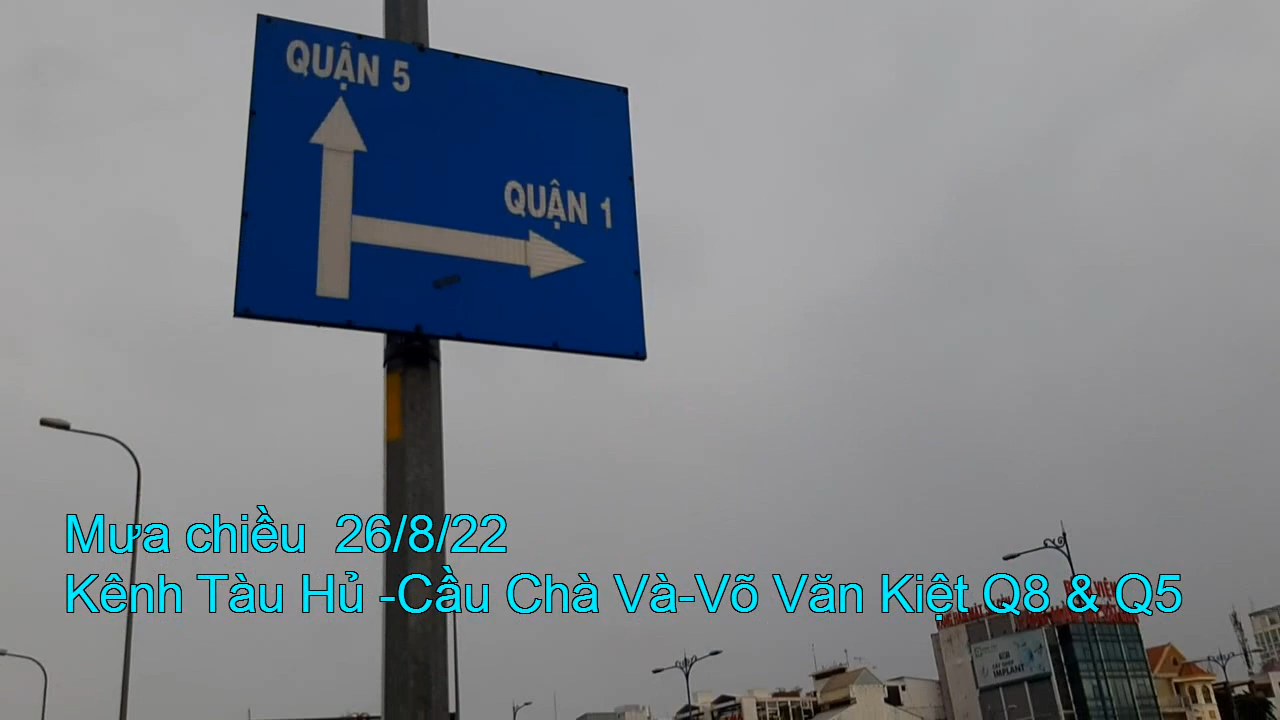 QUẬN 5
QUẬN 1
Mưa chiều 26/8/22
Kênh Tàu Hủ -Cầu Chà Và-Võ Văn Kiệt Q8 & Q5
IMPLANT